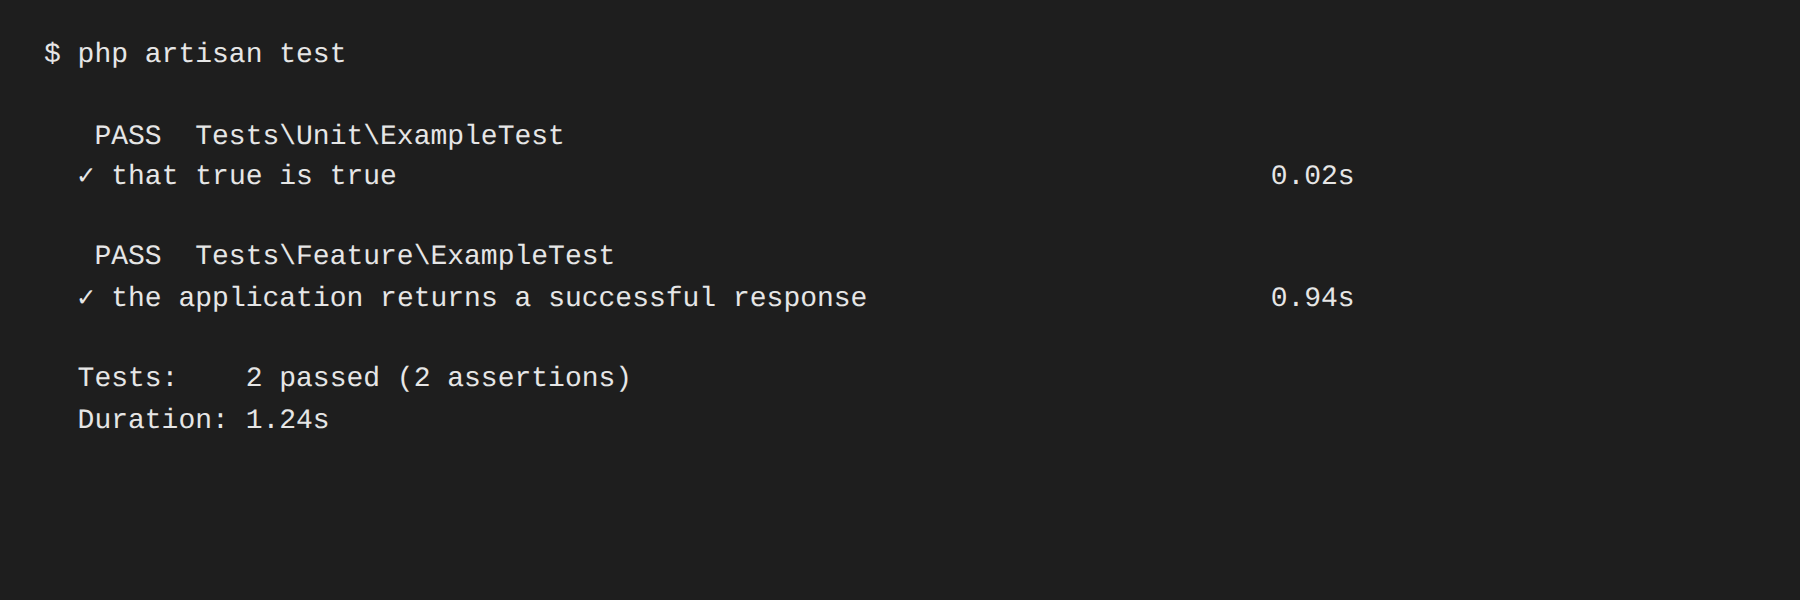 $ php artisan test
PASS  Tests\Unit\ExampleTest
✓ that true is true 0.02s
PASS  Tests\Feature\ExampleTest
✓ the application returns a successful response 0.94s
Tests:    2 passed (2 assertions)
Duration: 1.24s